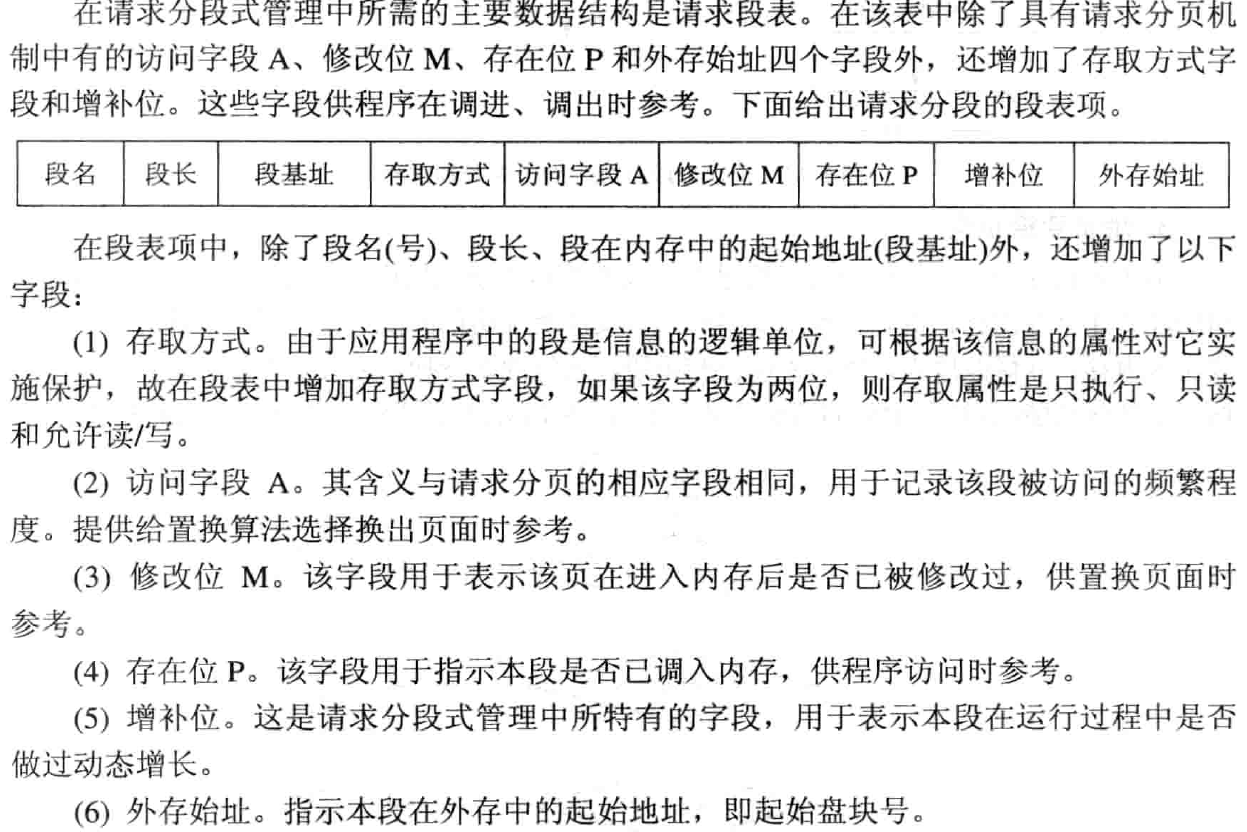 在请求分段式管理中所需的主要数据结构是请求段表。在该表中除了具有请求分页机
制中有的访问字段 A、修改位 M、存在位 P 和外存始址四个字段外，还增加了存取方式字
段和增补位。这些字段供程序在调进、调出时参考。下面给出请求分段的段表项。
段名 段长 段基址 存取方式 访问字段 A 修改位 M 存在位 P 增补位 外存始址
在段表项中，除了段名(号)、段长、段在内存中的起始地址(段基址)外，还增加了以下
字段：
(1) 存取方式。由于应用程序中的段是信息的逻辑单位，可根据该信息的属性对它实
施保护，故在段表中增加存取方式字段，如果该字段为两位，则存取属性是只执行、只读
和允许读/写。
(2) 访问字段 A。其含义与请求分页的相应字段相同，用于记录该段被访问的频繁程
度。提供给置换算法选择换出页面时参考。
(3) 修改位 M。该字段用于表示该页在进入内存后是否已被修改过，供置换页面时
参考。
(4) 存在位 P。该字段用于指示本段是否已调入内存，供程序访问时参考。
(5) 增补位。这是请求分段式管理中所特有的字段，用于表示本段在运行过程中是否
做过动态增长。
(6) 外存始址。指示本段在外存中的起始地址，即起始盘块号。